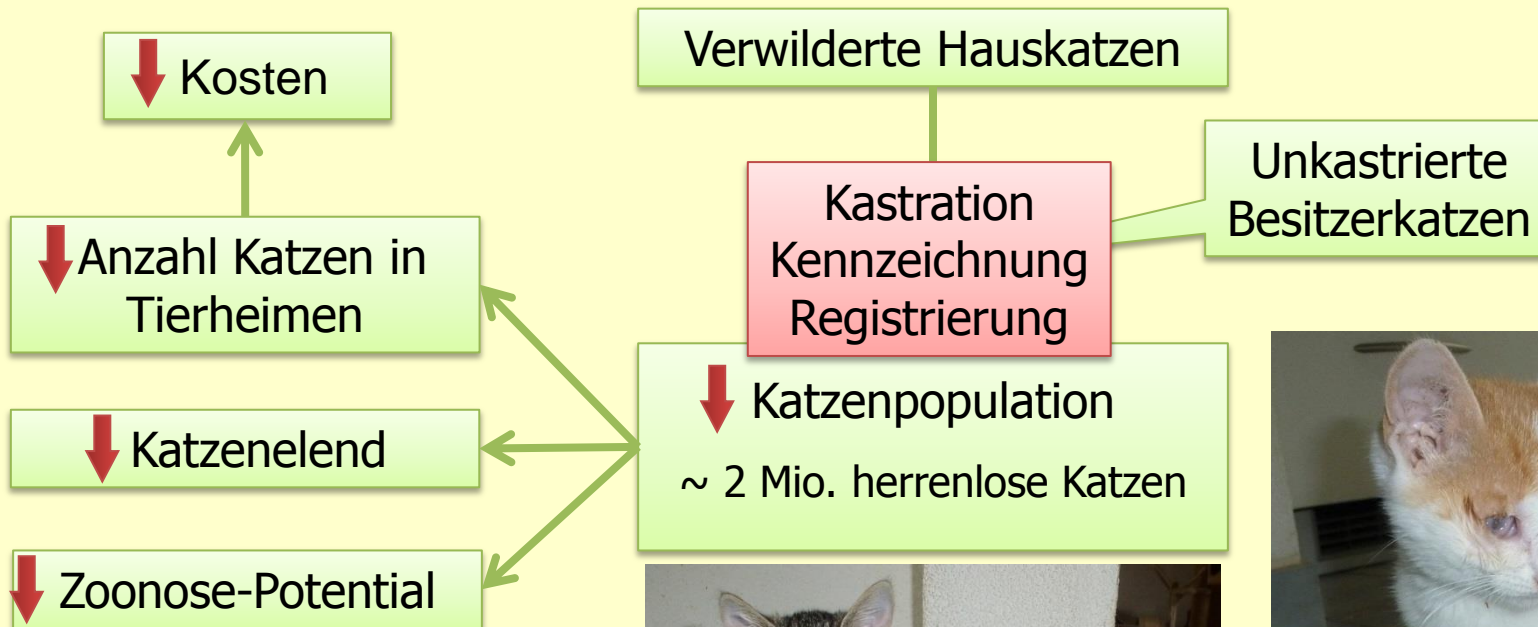 Verwilderte Hauskatzen
Kosten
Unkastrierte
Besitzerkatzen
Kastration
Kennzeichnung
Registrierung
Anzahl Katzen in
Tierheimen
Katzenpopulation
~ 2 Mio. herrenlose Katzen
Katzenelend
Zoonose-Potential